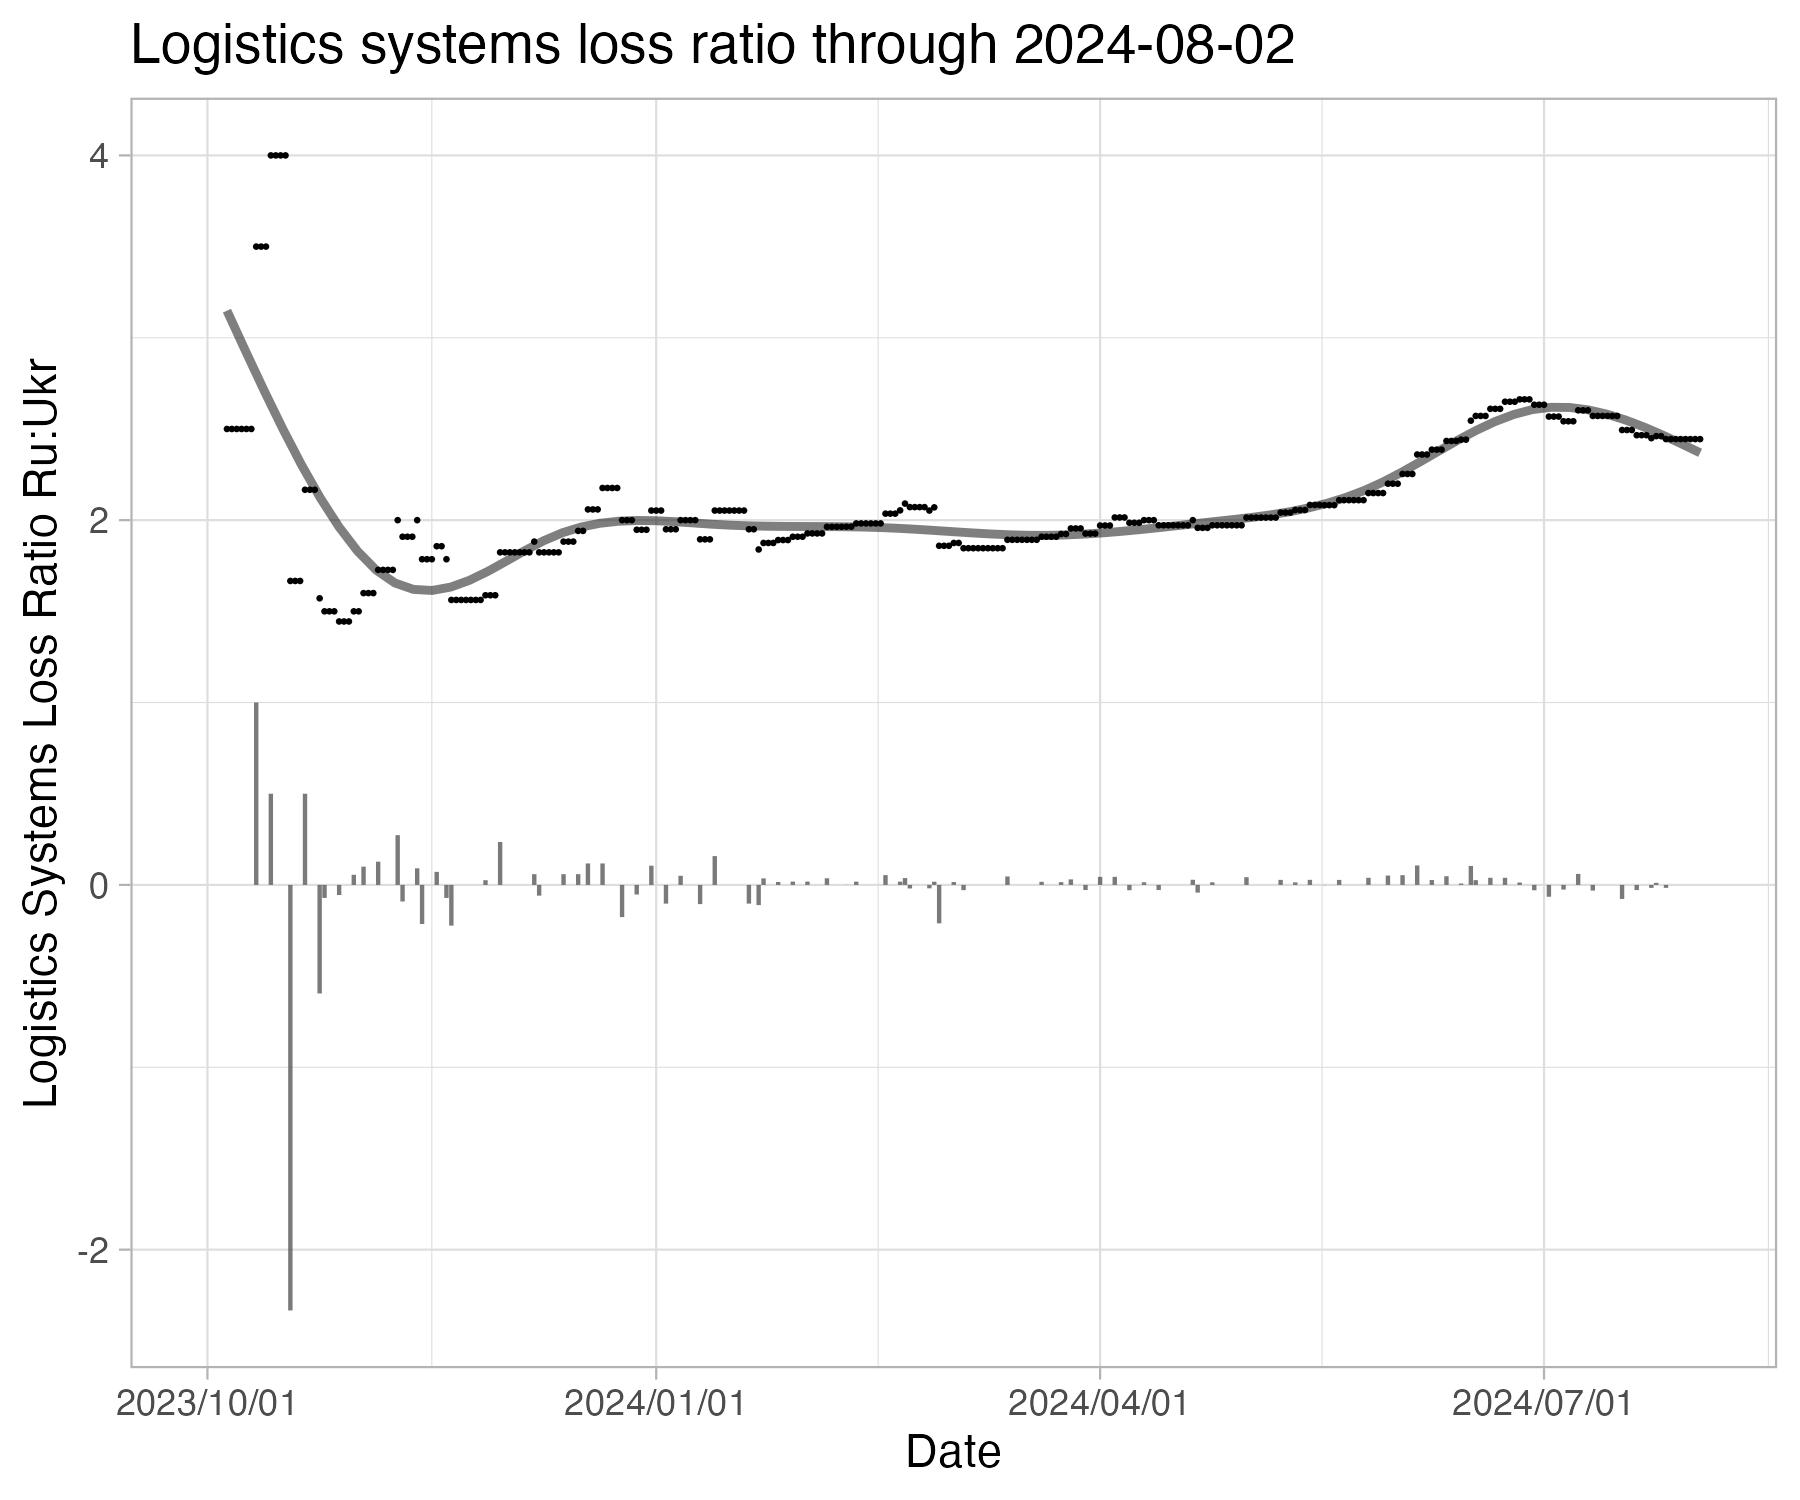 Logistics systems loss ratio through 2024-08-02
Logistics Systems Loss Ratio Ru:Ukr
4
2
0
-2
2023/10/01
2024/01/01
2024/04/01
2024/07/01
Date